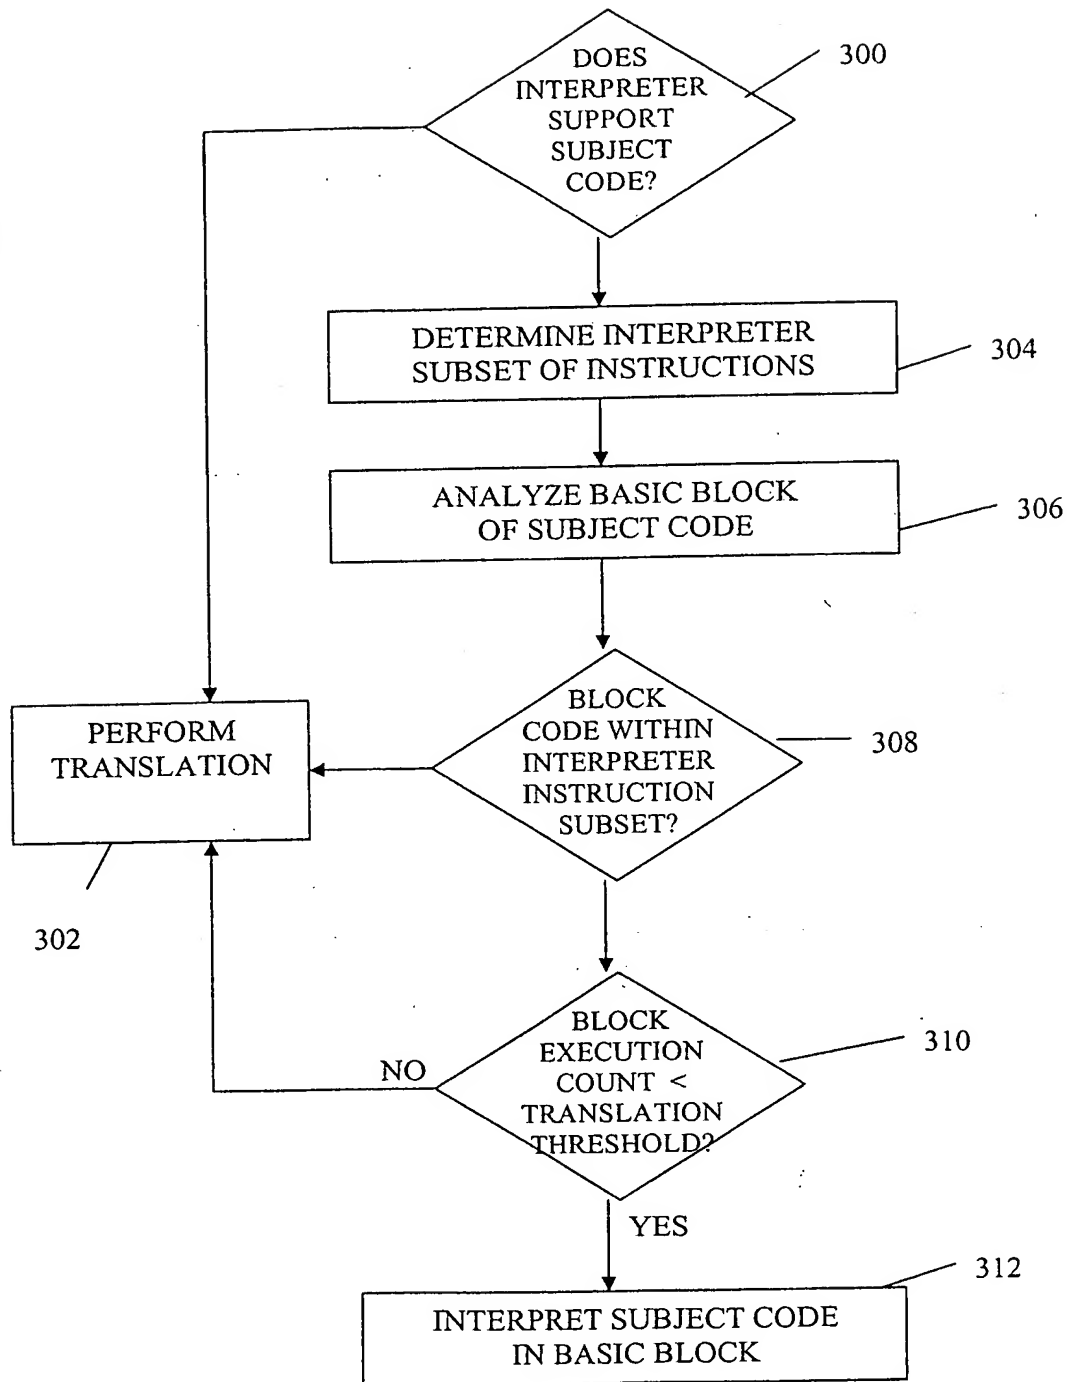 DOES
INTERPRETER
SUPPORT
SUBJECT
CODE?
300
DETERMINE INTERPRETER
SUBSET OF INSTRUCTIONS
304
ANALYZE BASIC BLOCK
OF SUBJECT CODE
306
BLOCK
CODE WITHIN
INTERPRETER
INSTRUCTION
SUBSET?
308
PERFORM
TRANSLATION
302
BLOCK
EXECUTION
COUNT <
TRANSLATION
THRESHOLD?
310
NO
YES
312
INTERPRET SUBJECT CODE
IN BASIC BLOCK